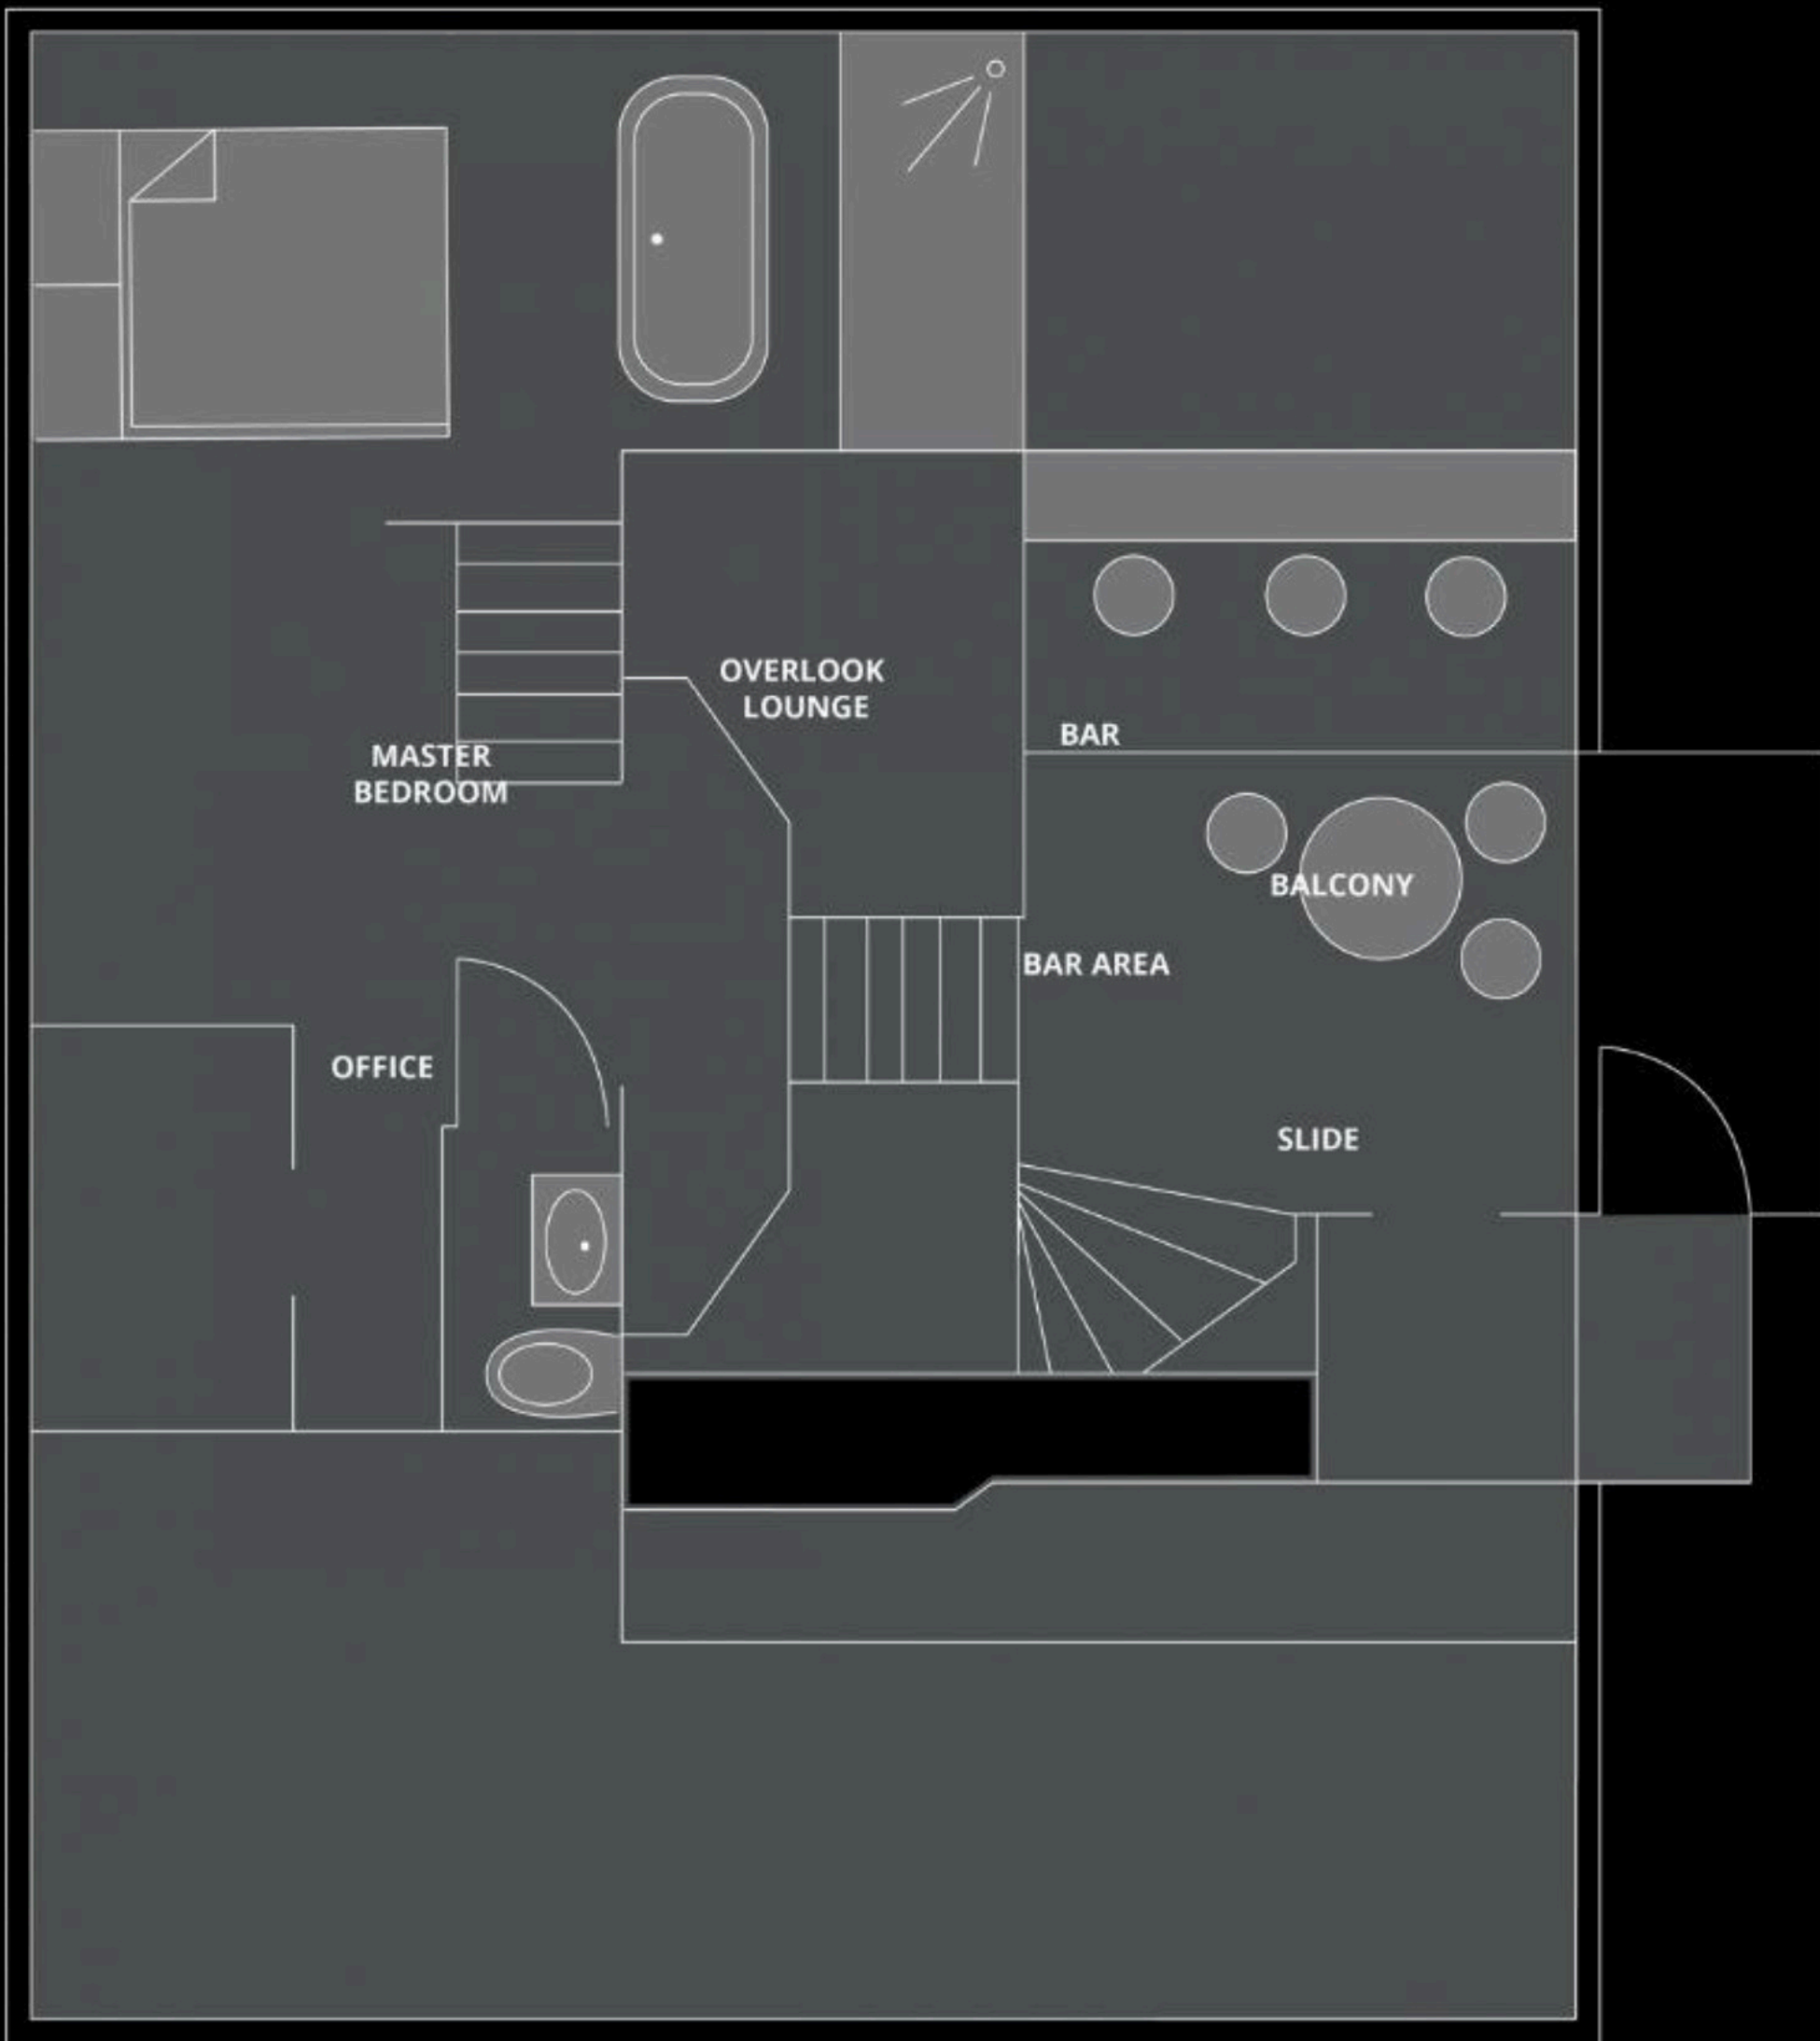 OVERLOOK
LOUNGE
BAR
MASTER
BEDROOM
BALCONY
BAR AREA
OFFICE
SLIDE